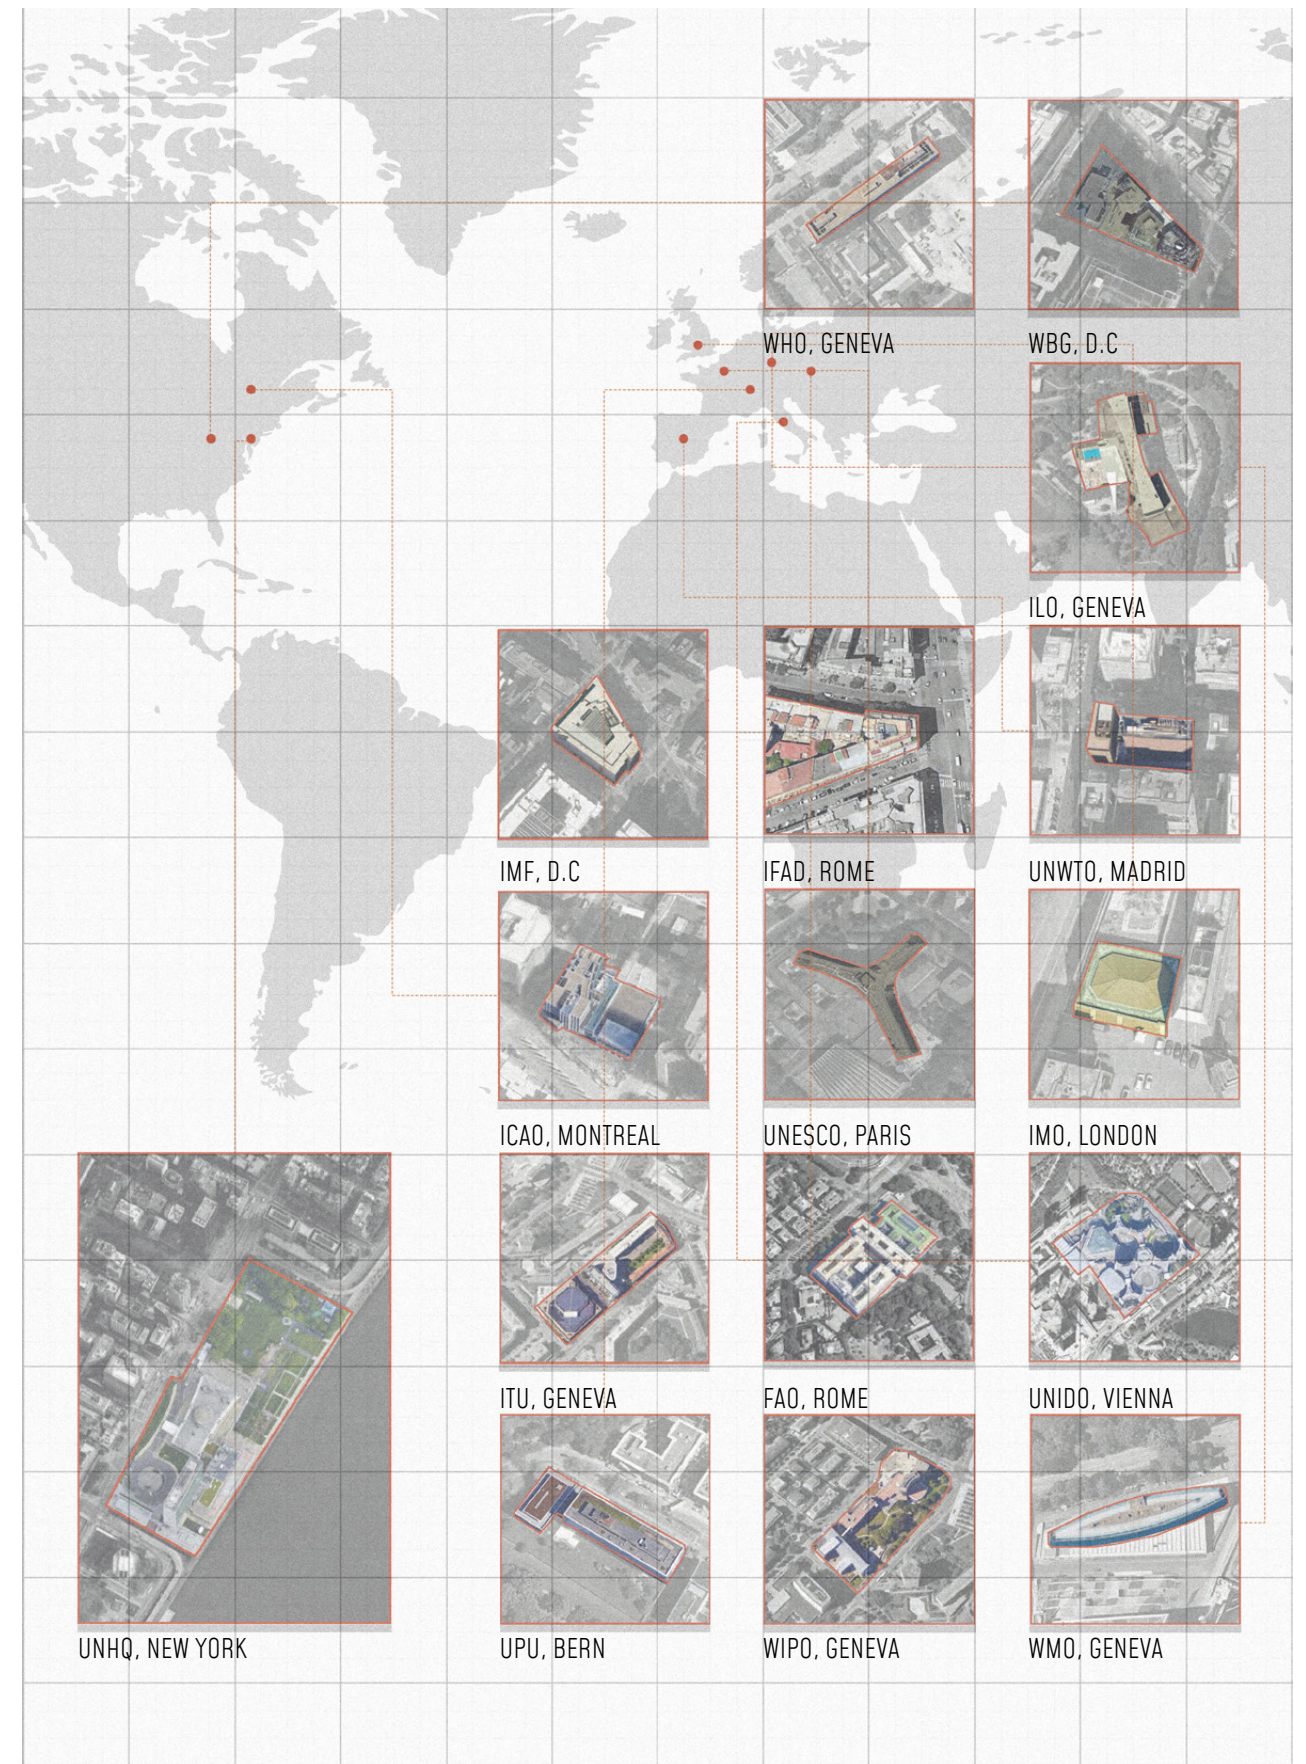 WHO, GENEVA
WBG, D.C
ILO, GENEVA
IMF, D.C
IFAD, ROME
UNWTO, MADRID
ICAO, MONTREAL
UNESCO, PARIS
IMO, LONDON
ITU, GENEVA
FAO, ROME
UNIDO, VIENNA
UNHQ, NEW YORK
UPU, BERN
WIPO, GENEVA
WMO, GENEVA